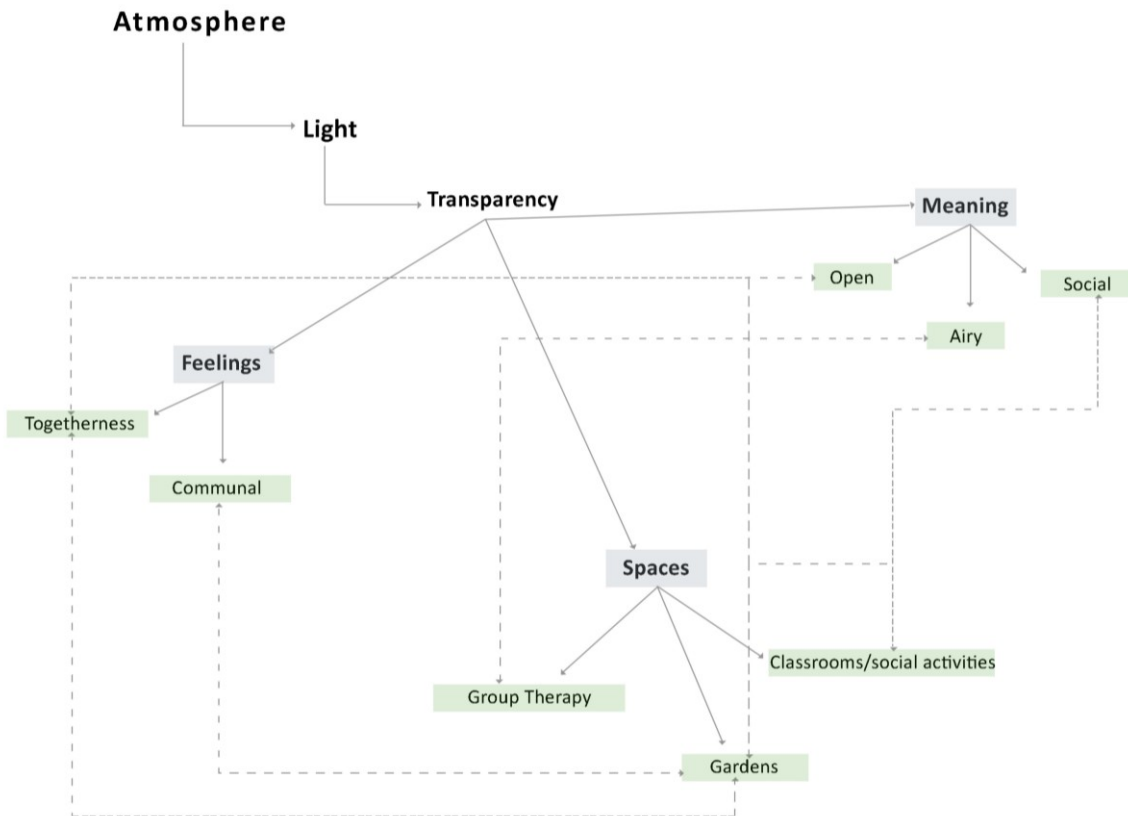 Atmosphere
Light
Transparency
Meaning
Open
Social
Airy
Feelings
Togetherness
Communal
Spaces
Classrooms/social activities
Group Therapy
Gardens